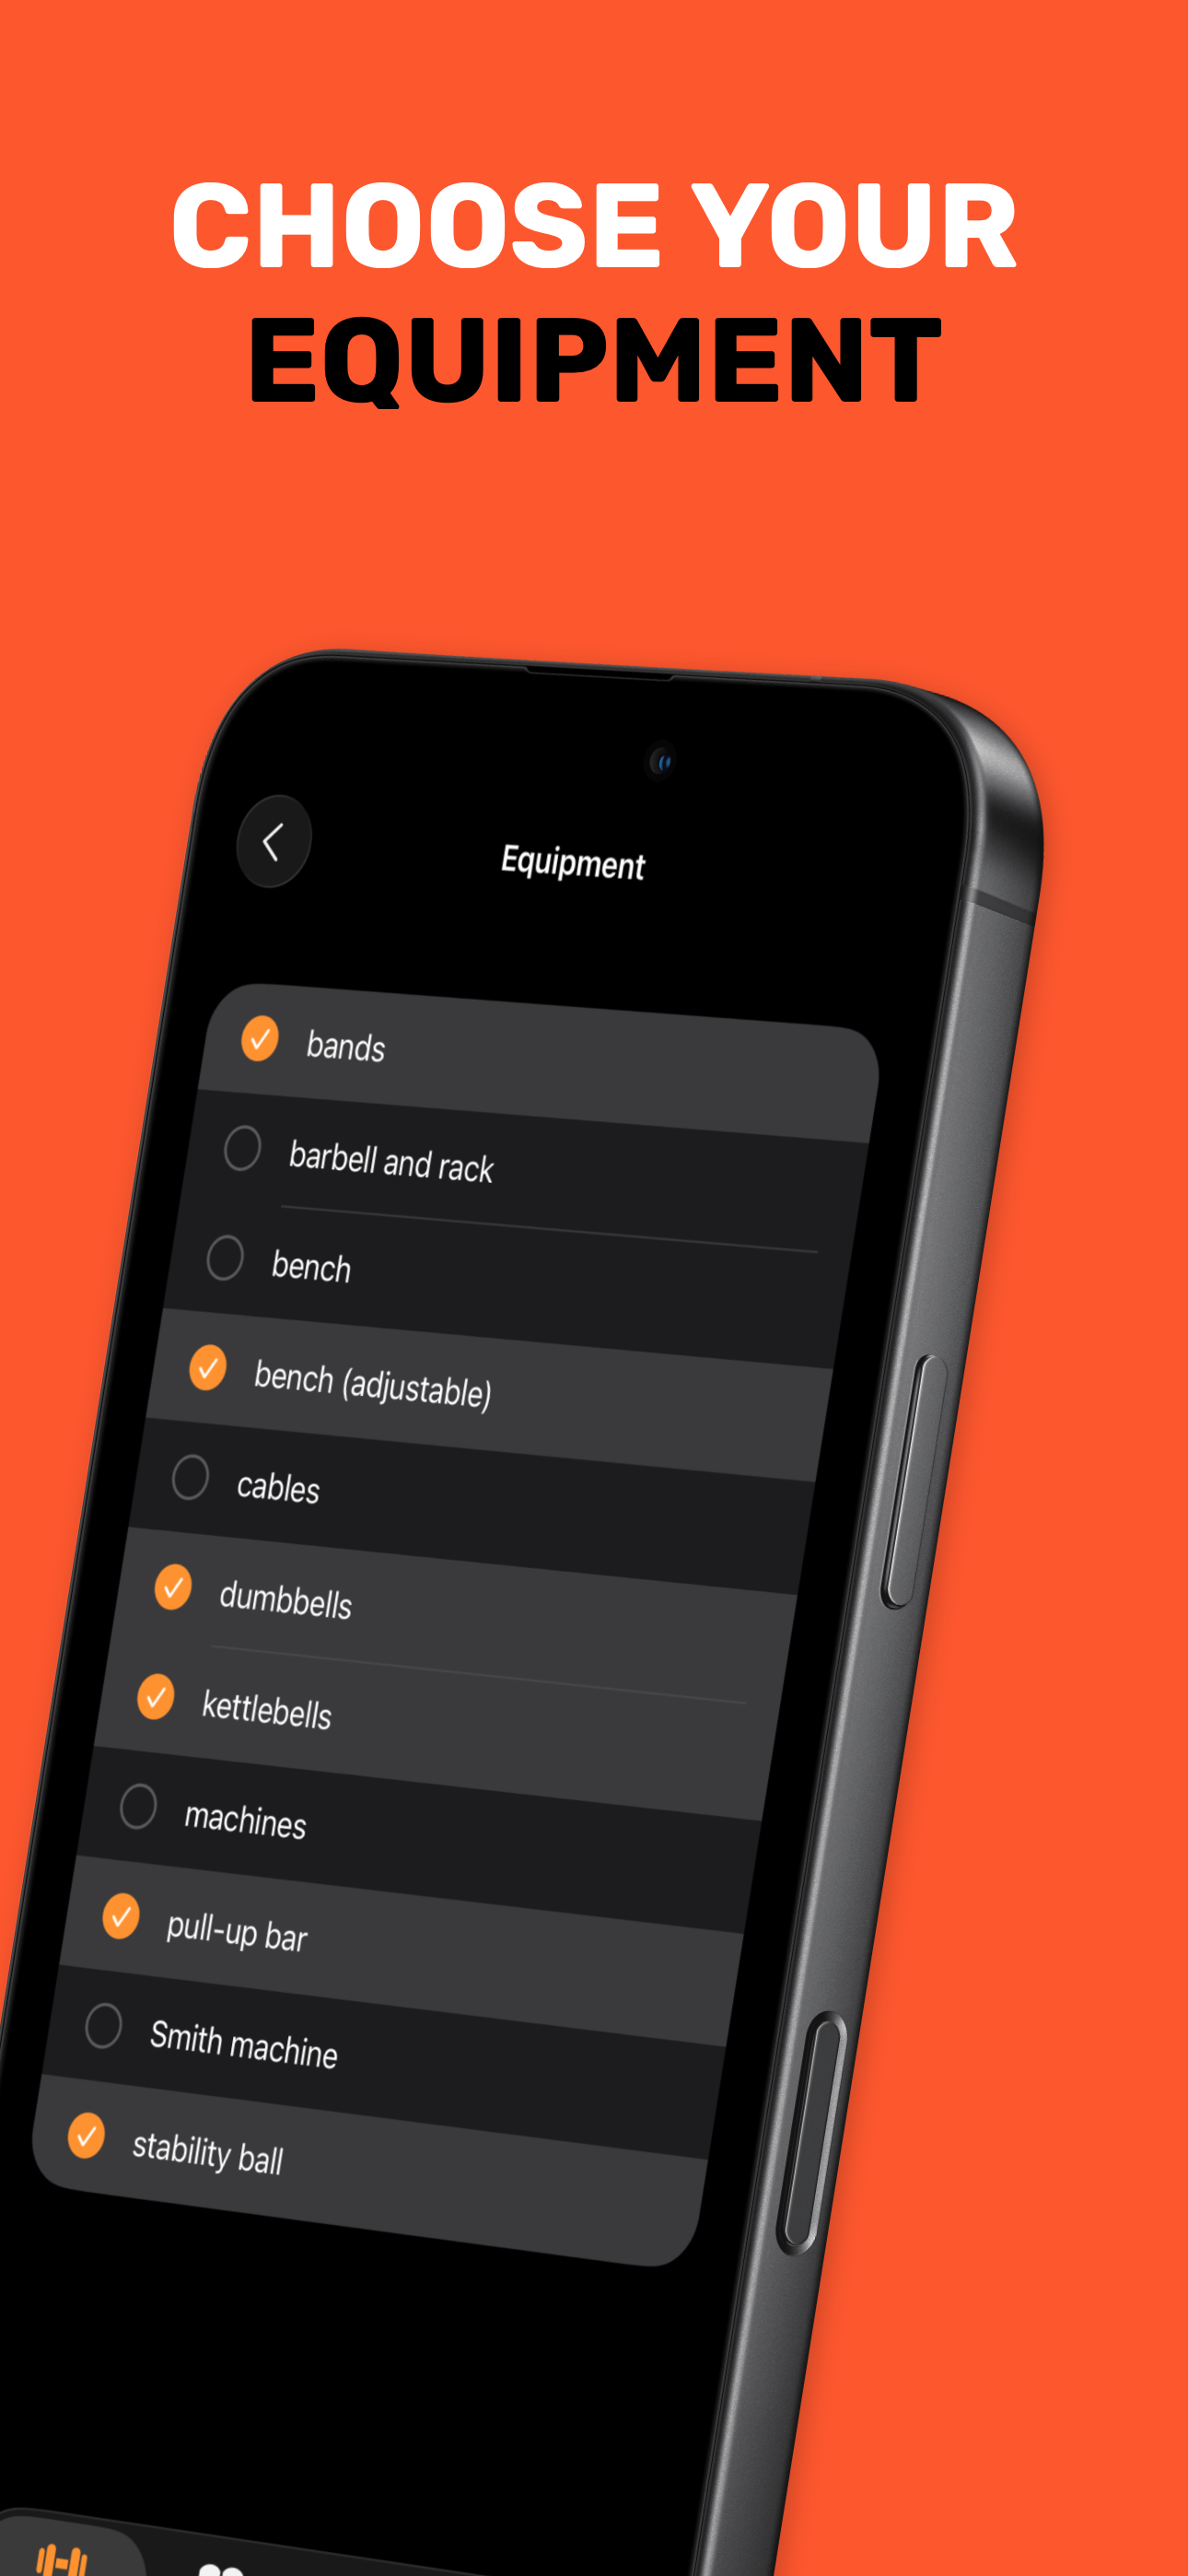 CHOOSE YOUR
EQUIPMENT
Equipment
bands
barbell and rack
bench
bench (adjustable)
cables
dumbbells
kettlebells
machines
pull-up bar
Smith machine
stability ball